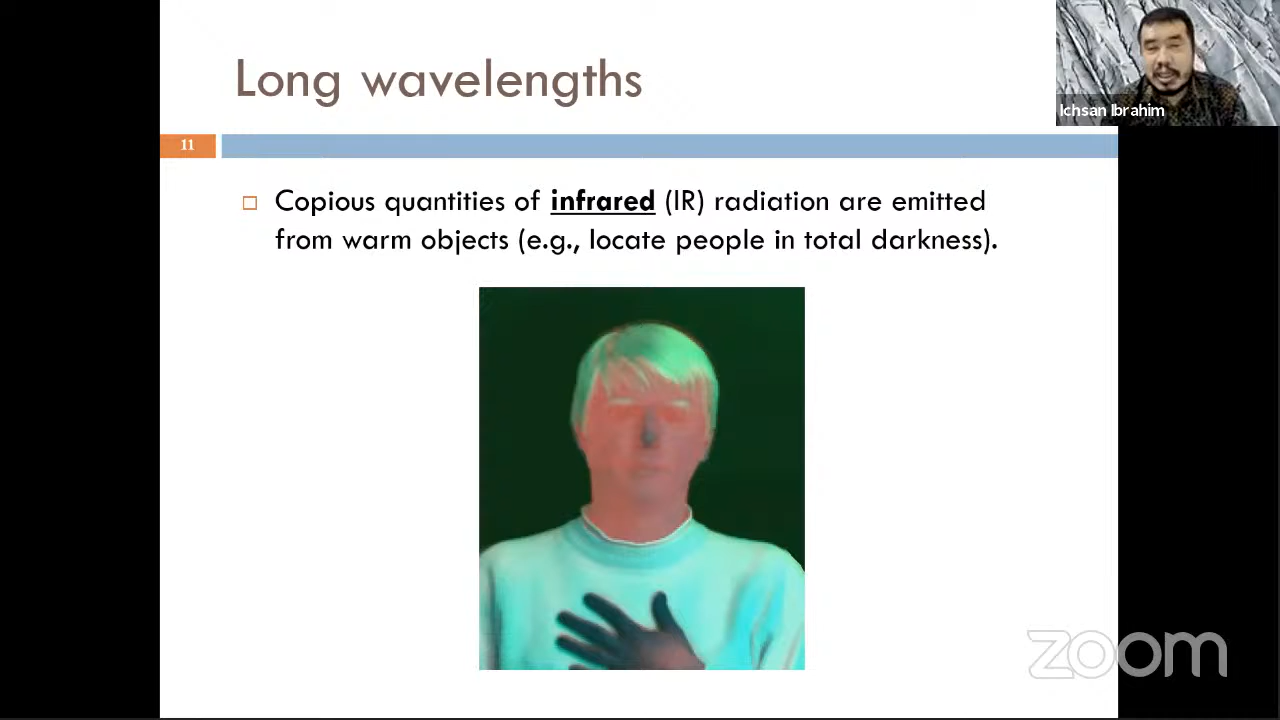 Long wavelengths
Ichsan Ibrahim
11
Copious quantities of infrared (IR) radiation are emitted
from warm objects (e.g., locate people in total darkness).
zoom